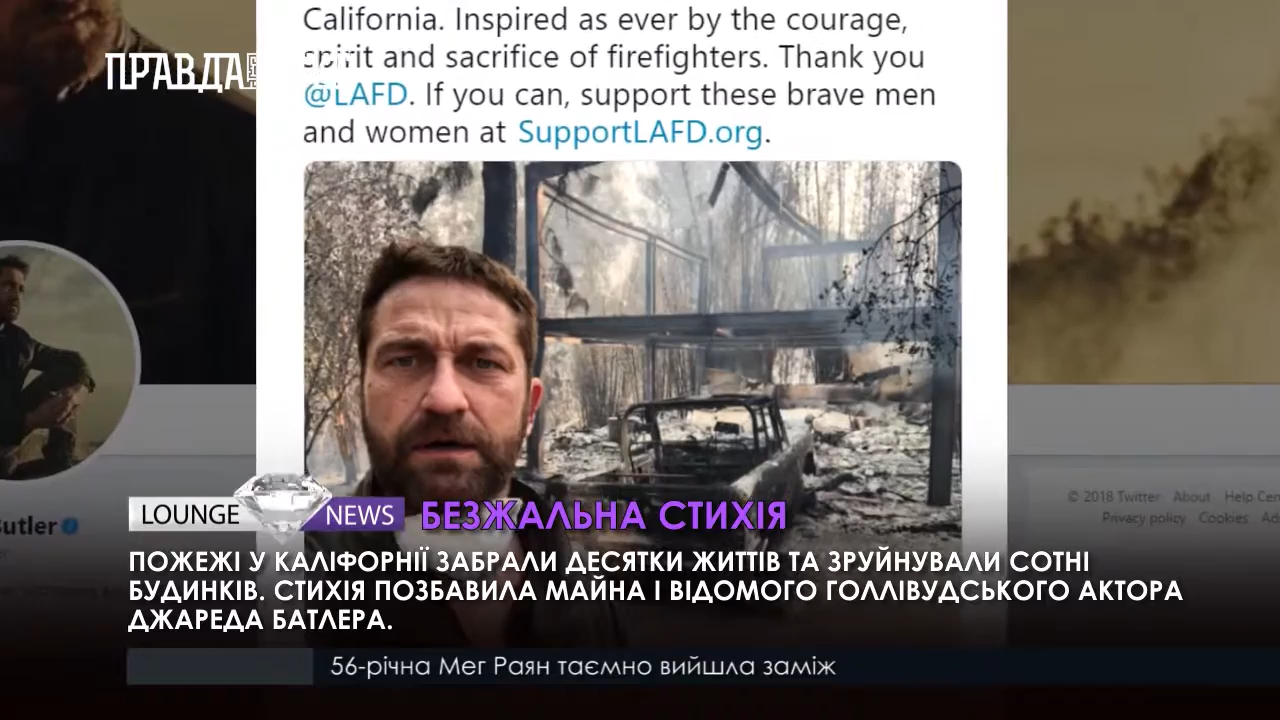 California. Inspired as ever by the courage,
and sacrifice of firefighters. Thank you
@LAFD. If you can, support these brave men
and women at SupportLAFD.org.
ПРАВДА
© 2018 Twitter About Help
Privacy policy Cookies
Butler
LOUNGE NEWS
БЕЗЖАЛЬНА СТИХІЯ
ПОЖЕЖІ У КАЛІФОРНІЇ ЗАБРАЛИ ДЕСЯТКИ ЖИТТІВ ТА ЗРУЙНУВАЛИ СОТНІ
БУДИНКІВ. СТИХІЯ ПОЗБАВИЛА МАЙНА І ВІДОМОГО ГОЛЛІВУДСЬКОГО АКТОРА
ДЖАРЕДА БАТЛЕРА.
56-річна Мег Раян таємно вийшла заміж